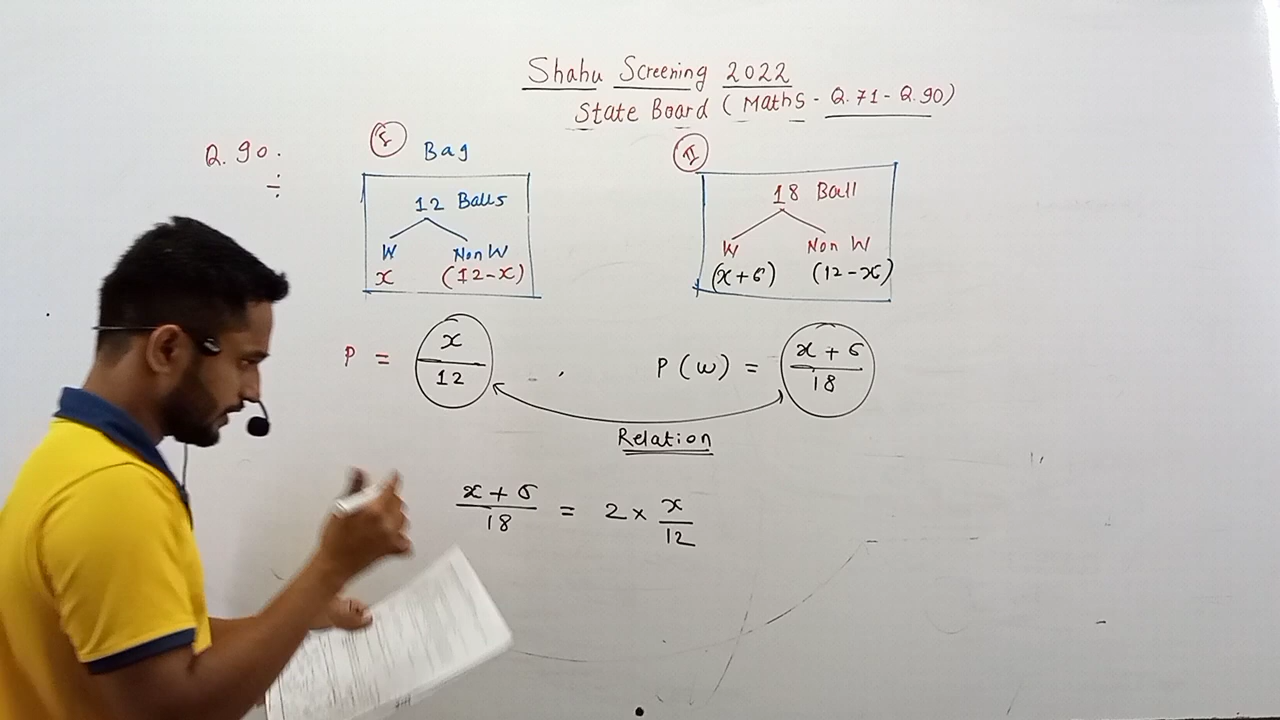 Shahu Screening 2022
State Board (Maths - Q.71 - Q.90)
Q.90.
÷
I Bag
12 Balls
W Non W
x (12-x)
II
18 Ball
W Non W
(x+6) (12-x)
P = x/12
P(W) = x+6/18
Relation
x+6/18 = 2 × x/12